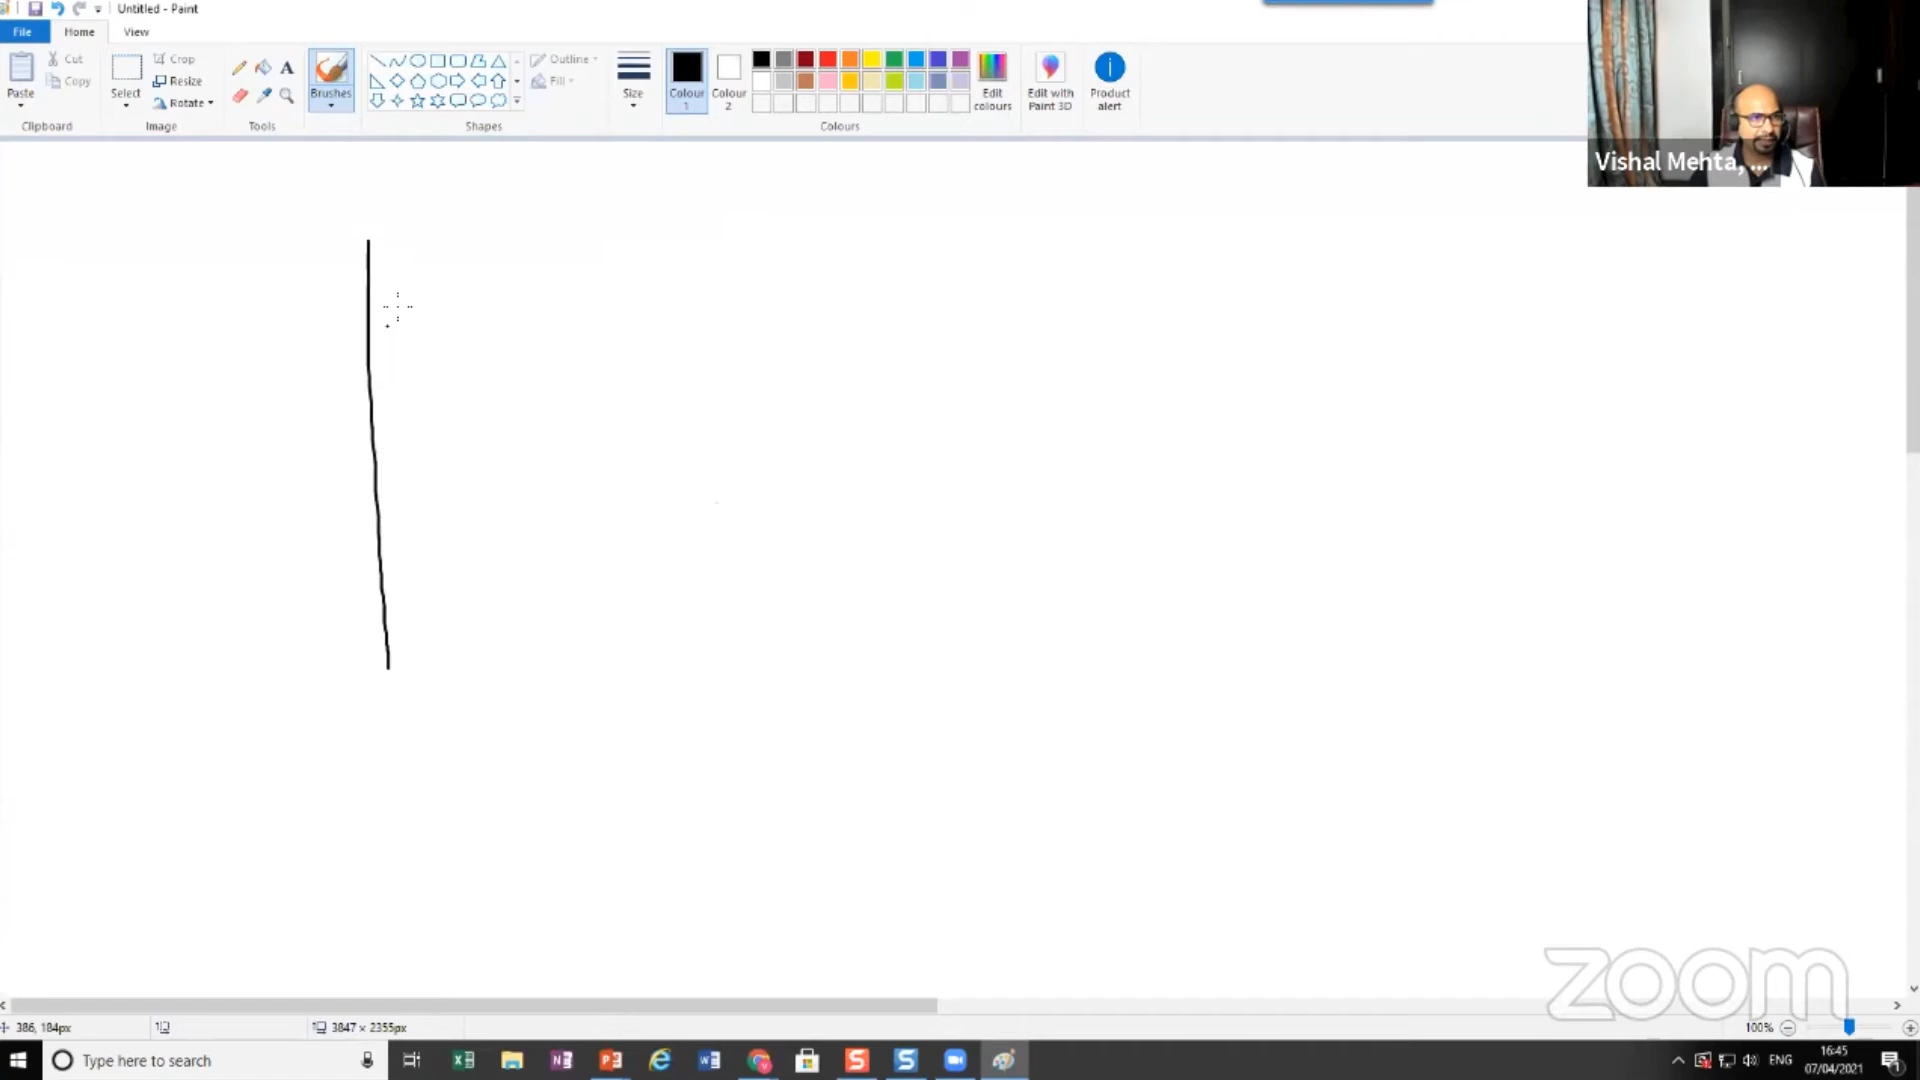 Untitled - Paint
File Home View
Paste
Cut
Copy
Clipboard
Select
Crop
Resize
Rotate
Image
A
Tools
Brushes
Shapes
Outline
Fill
Size
Colour 1
Colour 2
Colours
Edit colours
Edit with Paint 3D
Product alert
Vishal Mehta, ...
zoom
386, 184px
3847 × 2355px
100%
Type here to search
ENG
16:45
07/04/2021